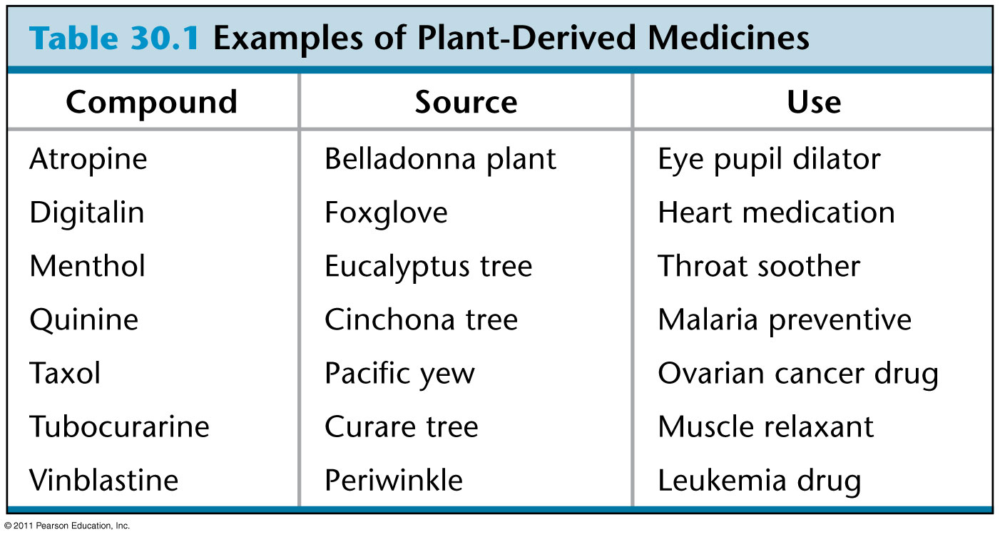 Table 30.1 Examples of Plant-Derived Medicines
Compound Source Use
Atropine Belladonna plant Eye pupil dilator
Digitalin Foxglove Heart medication
Menthol Eucalyptus tree Throat soother
Quinine Cinchona tree Malaria preventive
Taxol Pacific yew Ovarian cancer drug
Tubocurarine Curare tree Muscle relaxant
Vinblastine Periwinkle Leukemia drug
© 2011 Pearson Education, Inc.